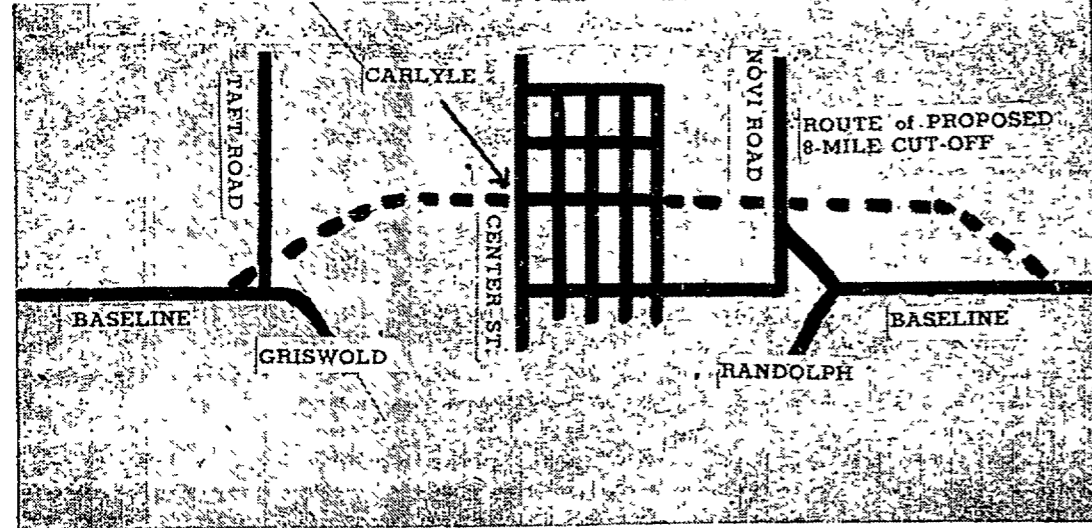 CARLYLE
TAFT ROAD
NOVI ROAD
ROUTE of PROPOSED
8-MILE CUT-OFF
CENTER ST.
BASELINE
GRISWOLD
BASELINE
RANDOLPH